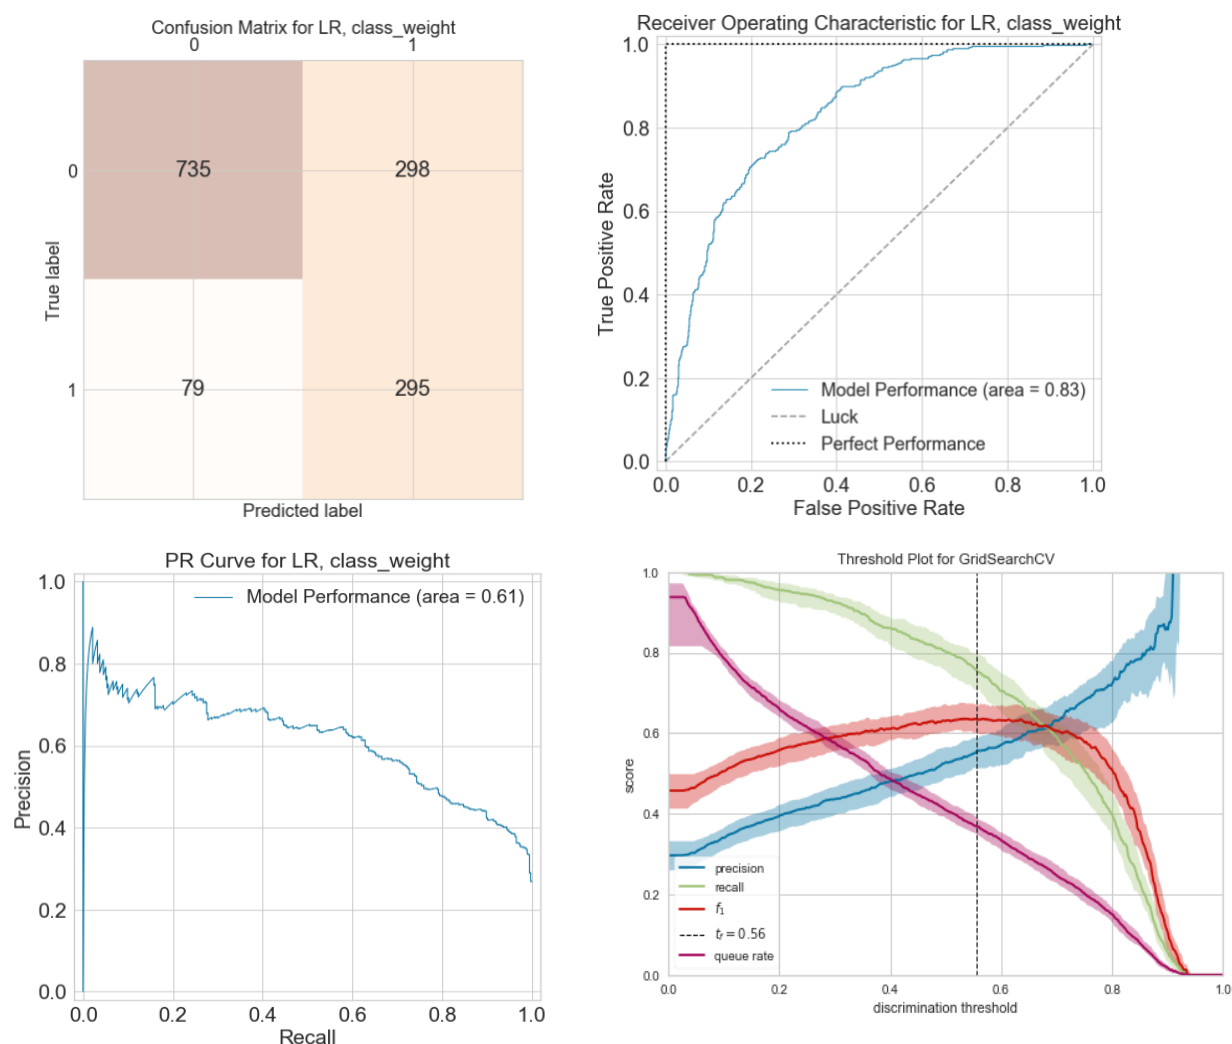 Confusion Matrix for LR, class_weight
0 1
0
735 298
1
79 295
True label
Predicted label
Receiver Operating Characteristic for LR, class_weight
1.0
0.8
0.6
0.4
0.2
0.0
True Positive Rate
Model Performance (area = 0.83)
Luck
Perfect Performance
0.0 0.2 0.4 0.6 0.8 1.0
False Positive Rate
PR Curve for LR, class_weight
1.0
0.8
0.6
0.4
0.2
0.0
Precision
Model Performance (area = 0.61)
0.0 0.2 0.4 0.6 0.8 1.0
Recall
Threshold Plot for GridSearchCV
1.0
0.8
0.6
0.4
0.2
0.0
score
precision
recall
f1
tf = 0.56
queue rate
0.0 0.2 0.4 0.6 0.8 1.0
discrimination threshold